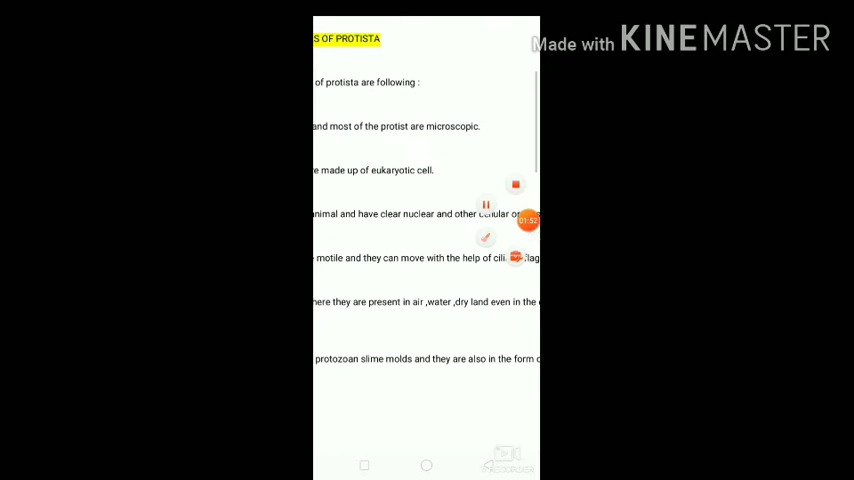 Made with KINEMASTER
S OF PROTISTA
of protista are following :
and most of the protist are microscopic.
e made up of eukaryotic cell.
animal and have clear nuclear and other cellular
motile and they can move with the help of
here they are present in air ,water ,dry land even in the
protozoan slime molds and they are also in the form
01:52